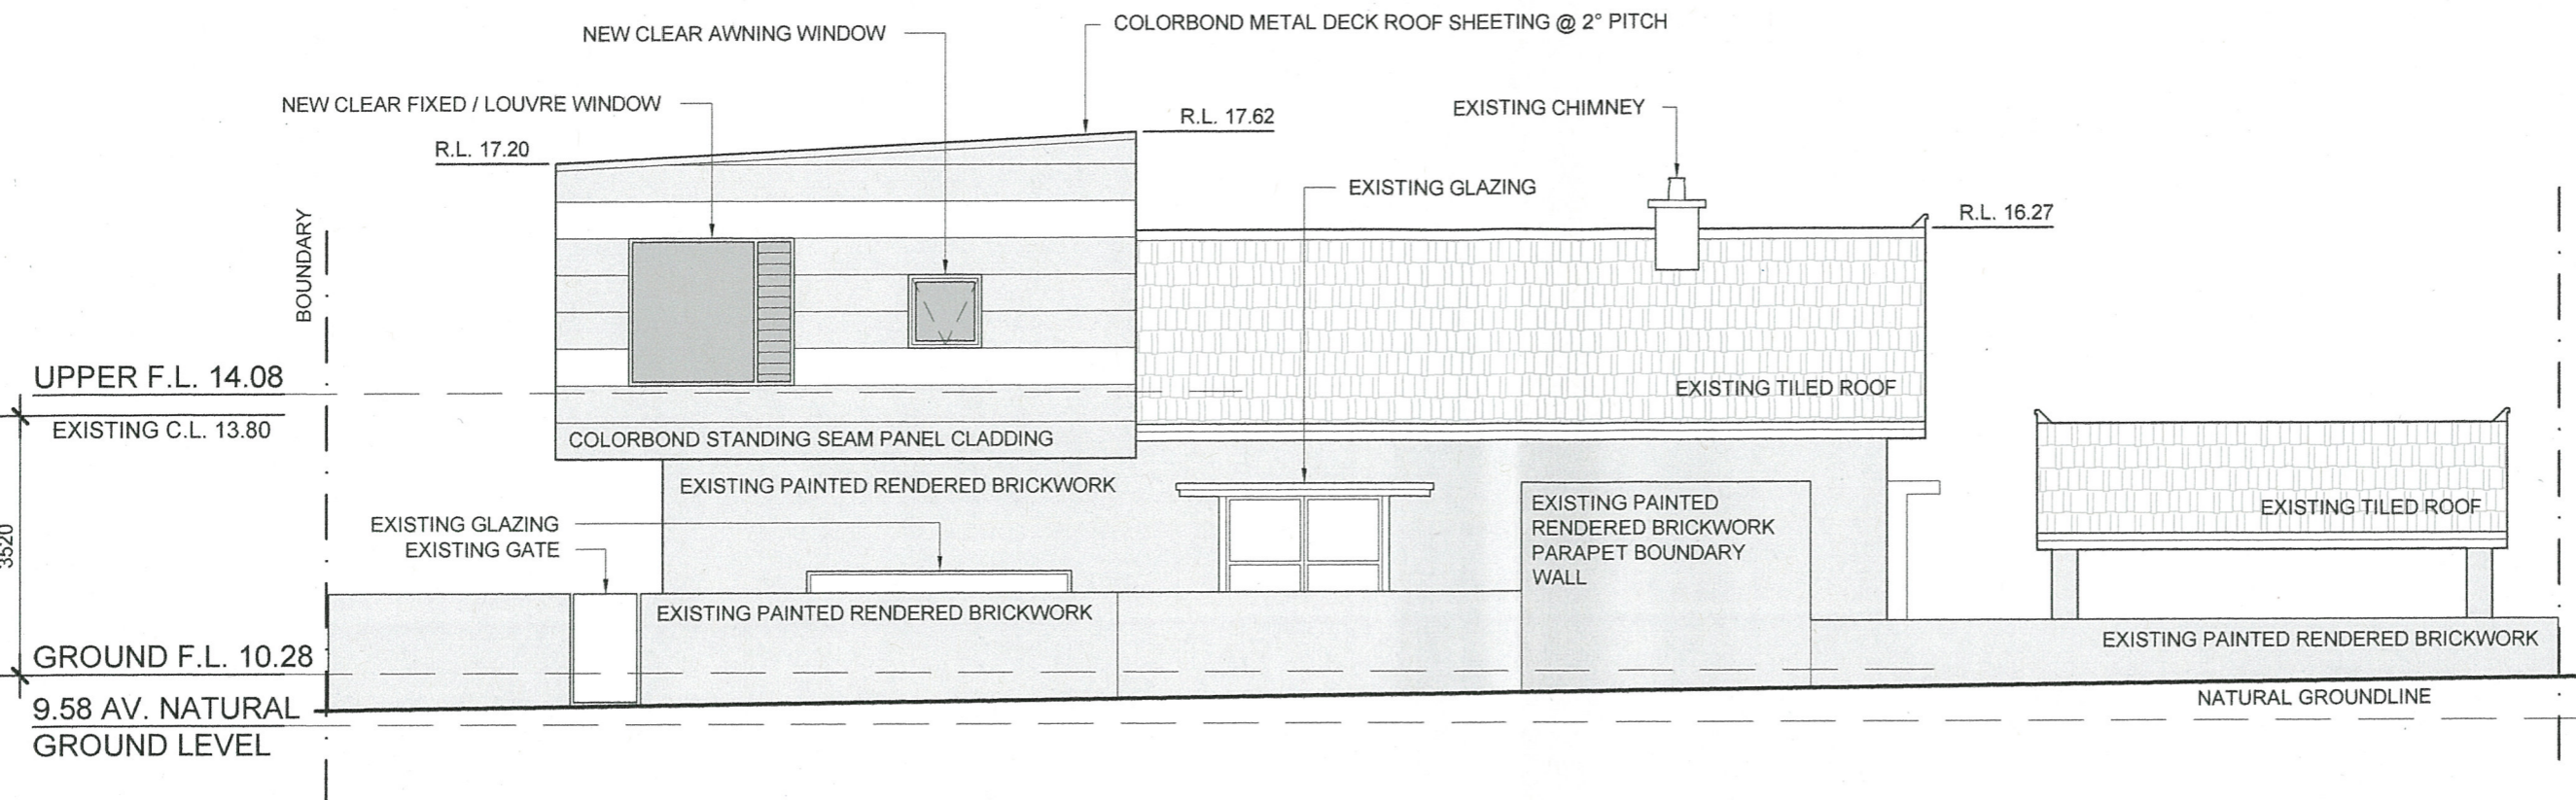 COLORBOND METAL DECK ROOF SHEETING @ 2° PITCH
NEW CLEAR AWNING WINDOW
NEW CLEAR FIXED / LOUVRE WINDOW
EXISTING CHIMNEY
R.L. 17.62
R.L. 17.20
EXISTING GLAZING
R.L. 16.27
BOUNDARY
UPPER F.L. 14.08
EXISTING C.L. 13.80
EXISTING TILED ROOF
COLORBOND STANDING SEAM PANEL CLADDING
EXISTING PAINTED RENDERED BRICKWORK
EXISTING PAINTED
RENDERED BRICKWORK
PARAPET BOUNDARY
WALL
EXISTING TILED ROOF
EXISTING GLAZING
EXISTING GATE
3520
EXISTING PAINTED RENDERED BRICKWORK
EXISTING PAINTED RENDERED BRICKWORK
GROUND F.L. 10.28
9.58 AV. NATURAL
GROUND LEVEL
NATURAL GROUNDLINE